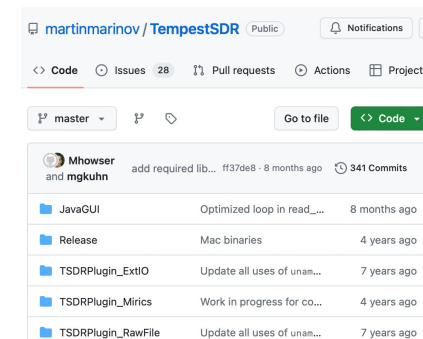 martinmarinov / TempestSDR Public Notifications
Code Issues 28 Pull requests Actions Project
master Go to file Code
Mhowser
and mgkuhn add required lib... ff37de8 · 8 months ago 341 Commits
JavaGUI Optimized loop in read_... 8 months ago
Release Mac binaries 4 years ago
TSDRPlugin_ExtIO Update all uses of unam... 7 years ago
TSDRPlugin_Mirics Work in progress for co... 4 years ago
TSDRPlugin_RawFile Update all uses of unam... 7 years ago